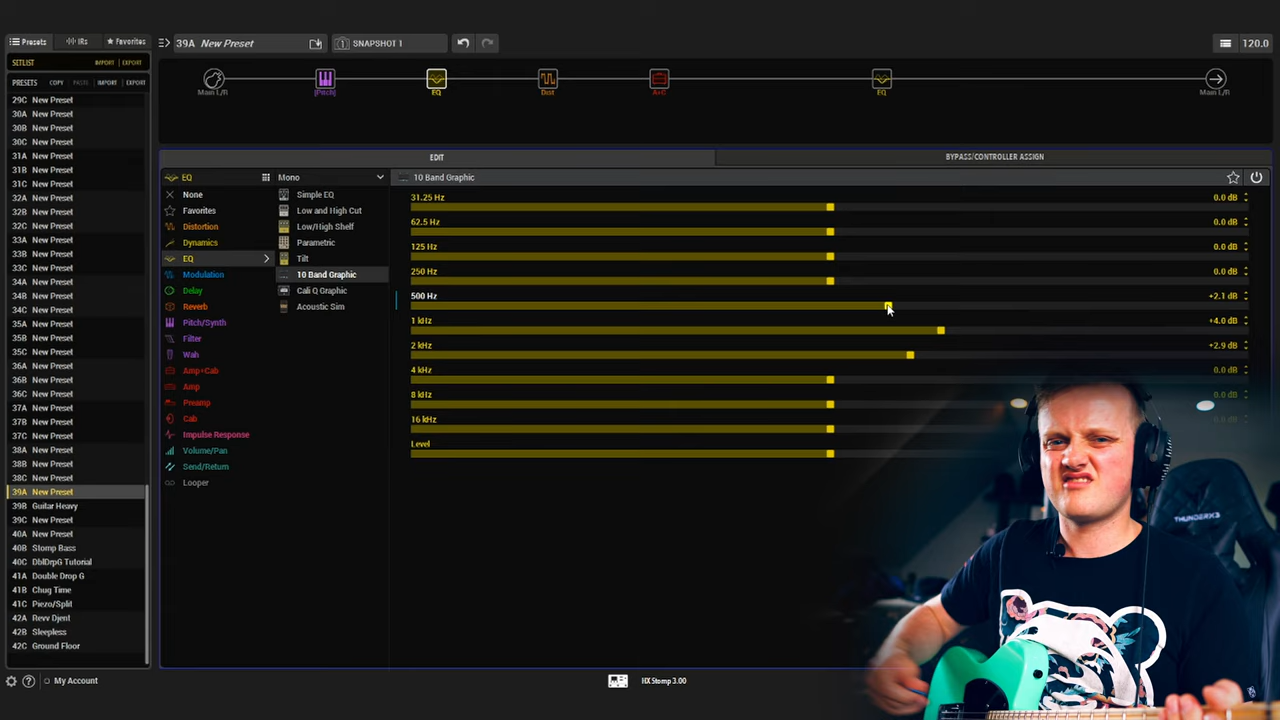 Presets IRs Favorites
39A New Preset
SNAPSHOT 1
120.0
SETLIST IMPORT | EXPORT
PRESETS COPY PASTE IMPORT | EXPORT
29C New Preset
30A New Preset
30B New Preset
30C New Preset
31A New Preset
31B New Preset
31C New Preset
32A New Preset
32B New Preset
32C New Preset
33A New Preset
33B New Preset
33C New Preset
34A New Preset
34B New Preset
34C New Preset
35A New Preset
35B New Preset
35C New Preset
36A New Preset
36B New Preset
36C New Preset
37A New Preset
37B New Preset
37C New Preset
38A New Preset
38B New Preset
38C New Preset
39A New Preset
39B Guitar Heavy
39C New Preset
40A New Preset
40B Stomp Bass
40C DblDrpG Tutorial
41A Double Drop G
41B Chug Time
41C Piezo/Split
42A Revv Djent
42B Sleepless
42C Ground Floor
My Account
Main L/R
[Pitch]
EQ
Dist
A+C
EQ
Main L/R
EDIT
BYPASS/CONTROLLER ASSIGN
EQ
None
Favorites
Distortion
Dynamics
EQ
Modulation
Delay
Reverb
Pitch/Synth
Filter
Wah
Amp+Cab
Amp
Preamp
Cab
Impulse Response
Volume/Pan
Send/Return
Looper
Mono
Simple EQ
Low and High Cut
Low/High Shelf
Parametric
Tilt
10 Band Graphic
Cali Q Graphic
Acoustic Sim
10 Band Graphic
31.25 Hz 0.0 dB
62.5 Hz 0.0 dB
125 Hz 0.0 dB
250 Hz 0.0 dB
500 Hz +2.1 dB
1 kHz +4.0 dB
2 kHz +2.9 dB
4 kHz 0.0 dB
8 kHz 0.0 dB
16 kHz 0.0 dB
Level
THUNDERX3
HX Stomp 3.00